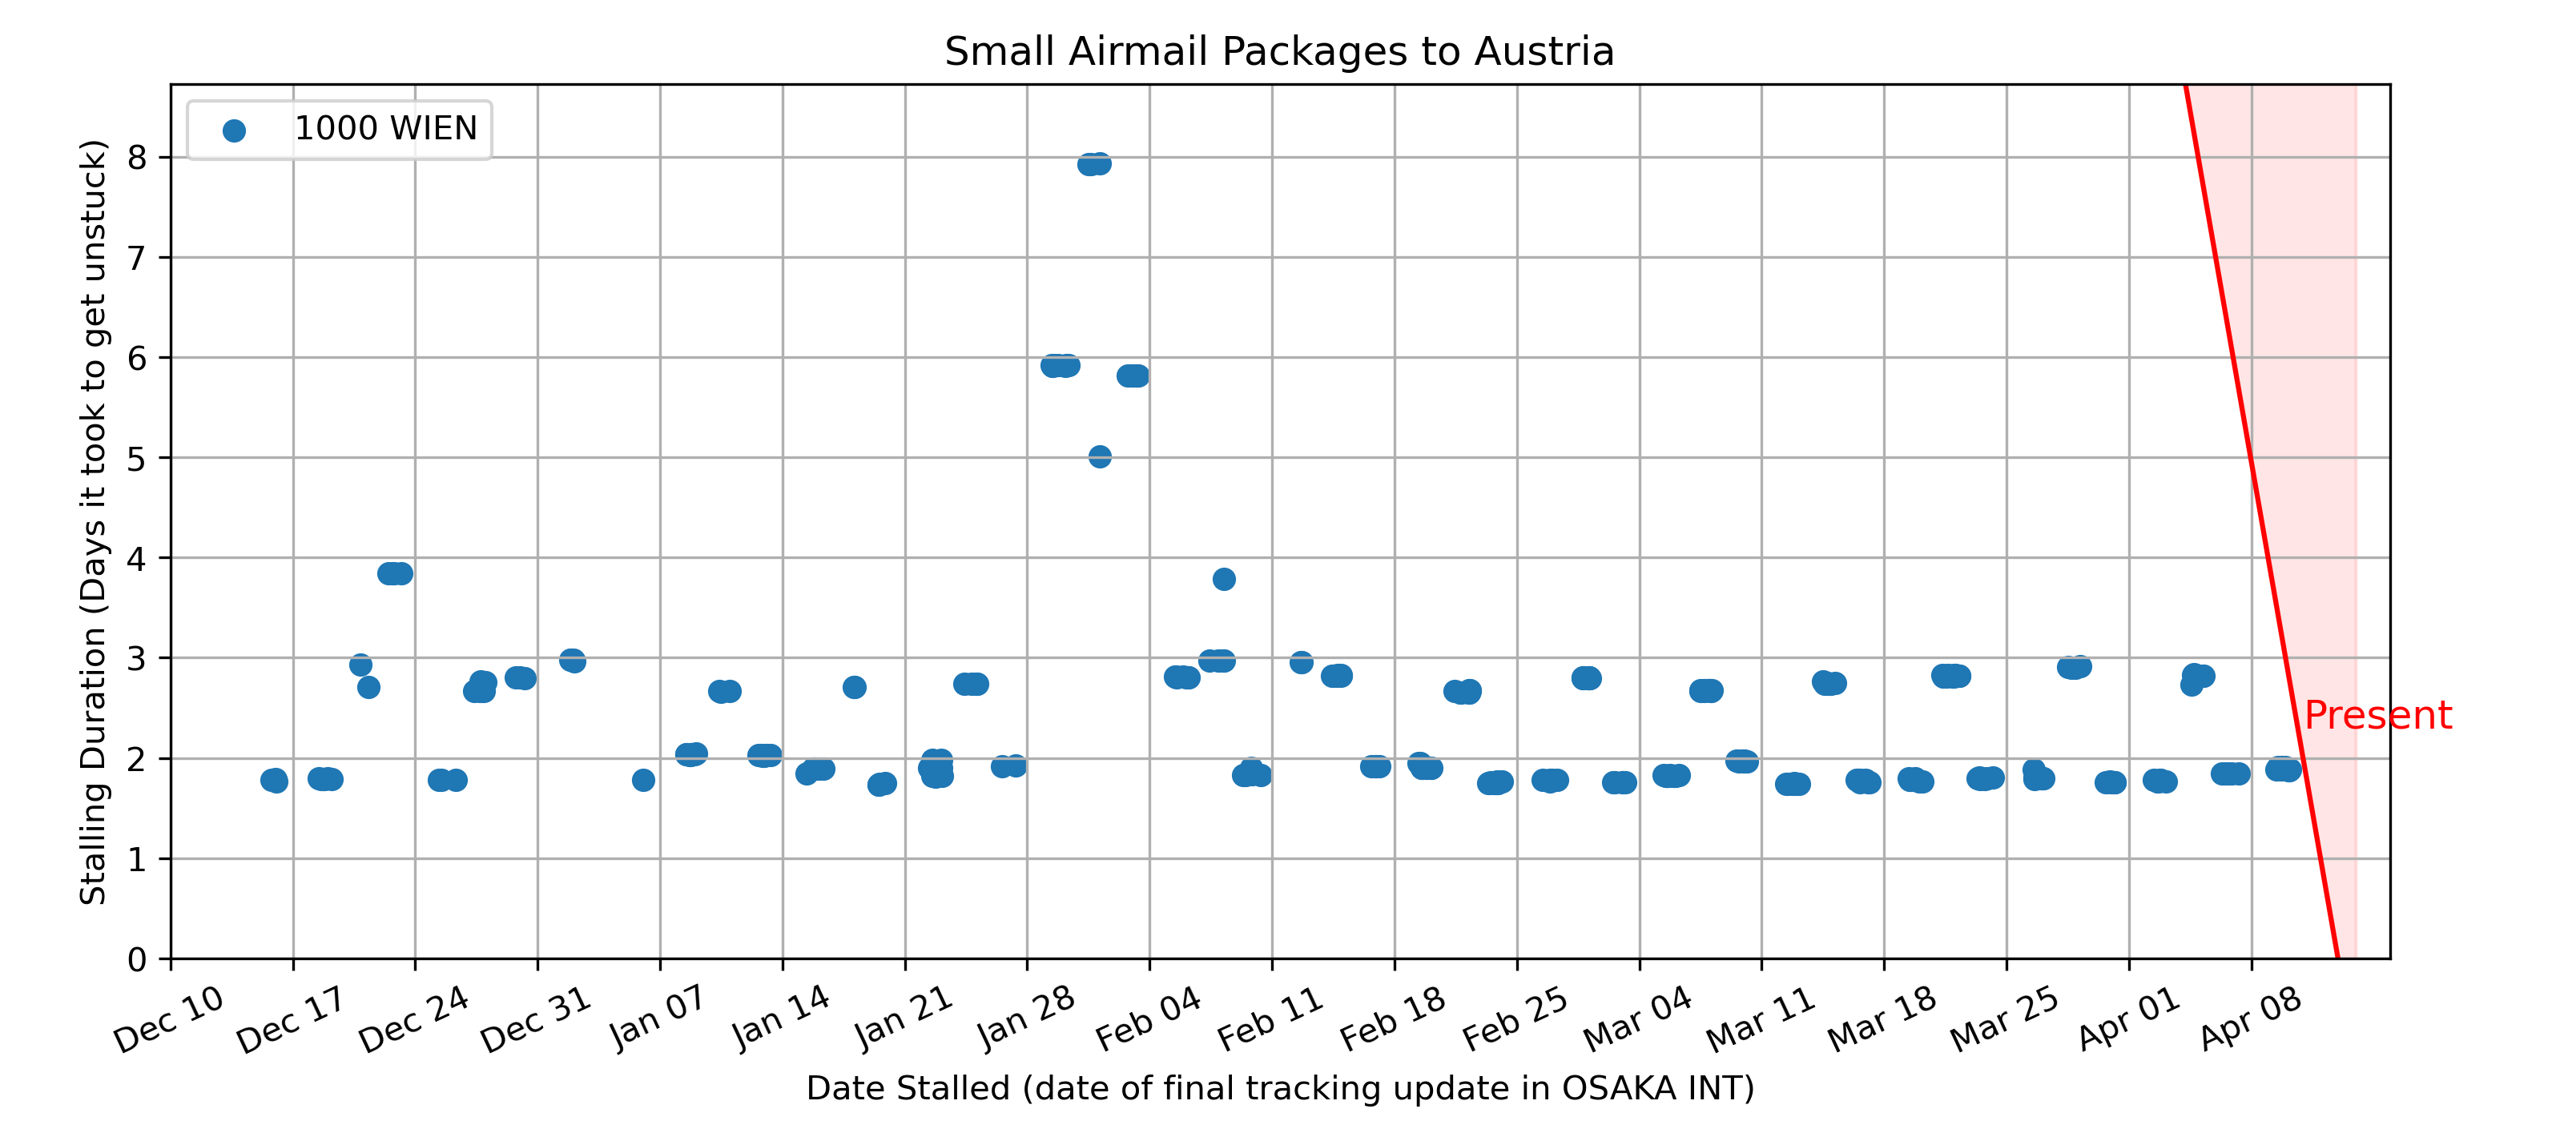 Small Airmail Packages to Austria
1000 WIEN
Stalling Duration (Days it took to get unstuck)
8
7
6
5
4
3
2
1
0
Present
Dec 10
Dec 17
Dec 24
Dec 31
Jan 07
Jan 14
Jan 21
Jan 28
Feb 04
Feb 11
Feb 18
Feb 25
Mar 04
Mar 11
Mar 18
Mar 25
Apr 01
Apr 08
Date Stalled (date of final tracking update in OSAKA INT)